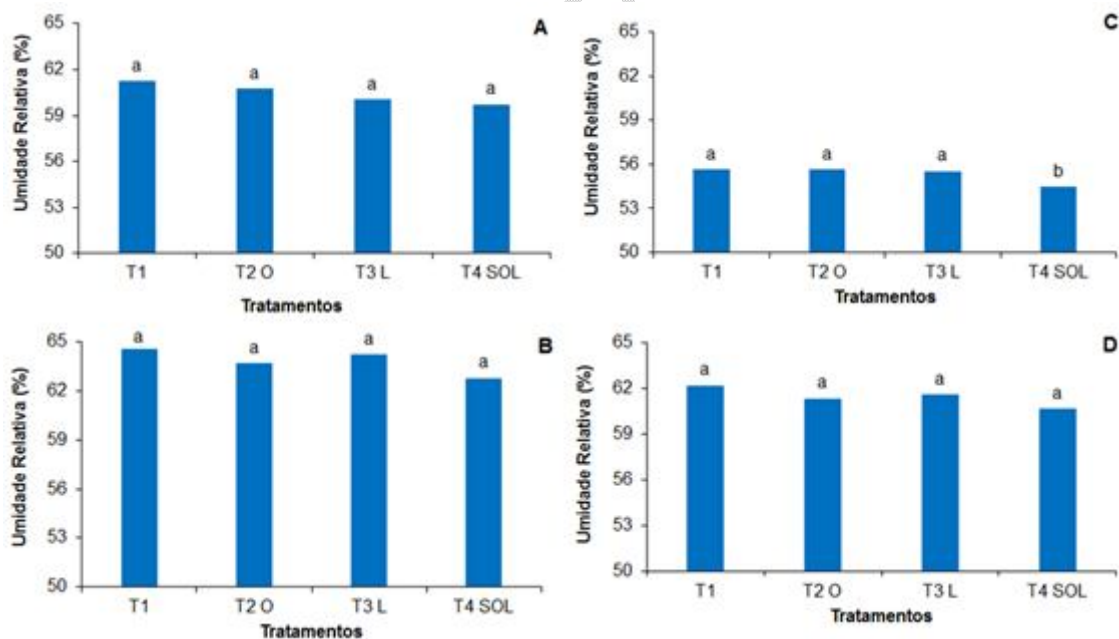 A
Umidade Relativa (%)
65
62
59
56
53
50
a
a
a
a
T1
T2 O
T3 L
T4 SOL
Tratamentos
C
Umidade Relativa (%)
65
62
59
56
53
50
a
a
a
b
T1
T2 O
T3 L
T4 SOL
Tratamentos
B
Umidade Relativa (%)
65
62
59
56
53
50
a
a
a
a
T1
T2 O
T3 L
T4 SOL
Tratamentos
D
Umidade Relativa (%)
65
62
59
56
53
50
a
a
a
a
T1
T2 O
T3 L
T4 SOL
Tratamentos